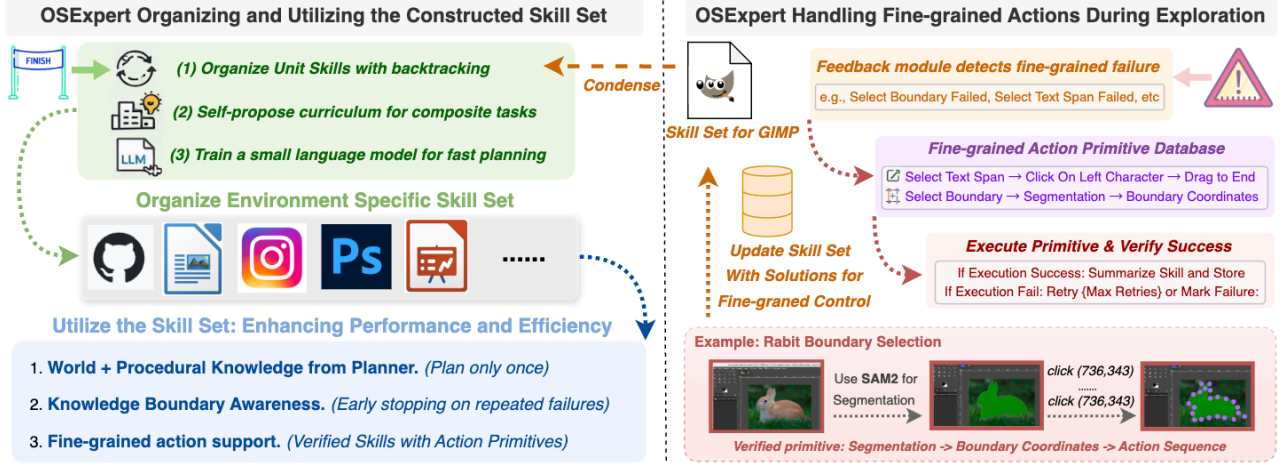 OSExpert Organizing and Utilizing the Constructed Skill Set
FINISH
(1) Organize Unit Skills with backtracking
(2) Self-propose curriculum for composite tasks
LLM
(3) Train a small language model for fast planning
Organize Environment Specific Skill Set
Ps
......
Utilize the Skill Set: Enhancing Performance and Efficiency
1. World + Procedural Knowledge from Planner. (Plan only once)
2. Knowledge Boundary Awareness. (Early stopping on repeated failures)
3. Fine-grained action support. (Verified Skills with Action Primitives)
OSExpert Handling Fine-grained Actions During Exploration
Condense
Skill Set for GIMP
Feedback module detects fine-grained failure
e.g., Select Boundary Failed, Select Text Span Failed, etc
Fine-grained Action Primitive Database
Select Text Span → Click On Left Character → Drag to End
Select Boundary → Segmentation → Boundary Coordinates
Update Skill Set
With Solutions for
Fine-graned Control
Execute Primitive & Verify Success
If Execution Success: Summarize Skill and Store
If Execution Fail: Retry {Max Retries} or Mark Failure:
Example: Rabit Boundary Selection
Use SAM2 for
Segmentation
click (736,343)
.......
click (736,343)
Verified primitive: Segmentation -> Boundary Coordinates -> Action Sequence